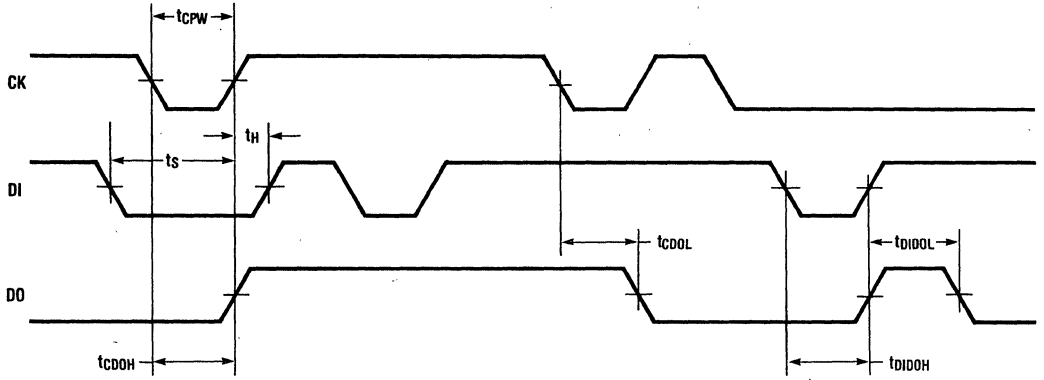 tCPW
CK
tH
tS
DI
tCDOL
tDIDOL
DO
tCDOH
tDIDOH